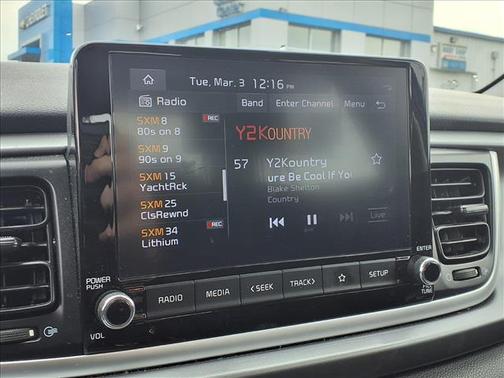 CHEVROLET
Tue, Mar. 3 12:16 PM
Radio
Band
Enter Channel
Menu
SXM 8
REC
80s on 8
SXM 9
90s on 9
SXM 15
YachtRck
SXM 25
ClsRewnd
SXM 34
REC
Lithium
Y2KOUNTRY
57
Y2Kountry
ure Be Cool If You
Blake Shelton
Country
Live
POWER
PUSH
VOL
RADIO
MEDIA
<SEEK
TRACK>
SETUP
ENTER
TUNE